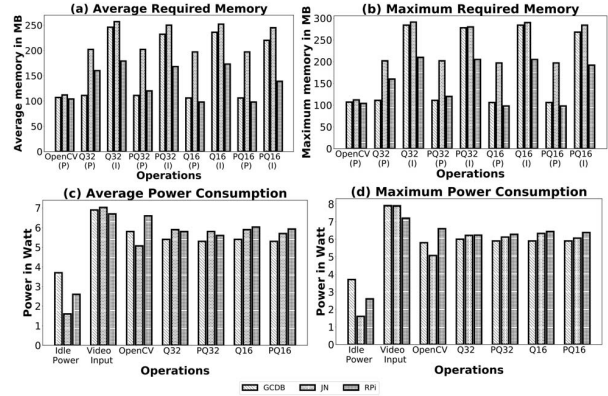 (a) Average Required Memory
Average memory in MB
250
200
150
100
50
0
OpenCV Q32 Q32 PQ32 PQ32 Q16 Q16 PQ16 PQ16
(P) (P) (I) (P) (I) (P) (I) (P) (I)
Operations
(b) Maximum Required Memory
Maximum memory in MB
300
250
200
150
100
50
0
OpenCV Q32 Q32 PQ32 PQ32 Q16 Q16 PQ16 PQ16
(P) (P) (I) (P) (I) (P) (I) (P) (I)
Operations
(c) Average Power Consumption
Power in Watt
7
6
5
4
3
2
1
0
Idle Video OpenCV Q32 PQ32 Q16 PQ16
Power Input
Operations
(d) Maximum Power Consumption
Power in Watt
8
7
6
5
4
3
2
1
0
Idle Video OpenCV Q32 PQ32 Q16 PQ16
Power Input
Operations
GCDB JN RPi